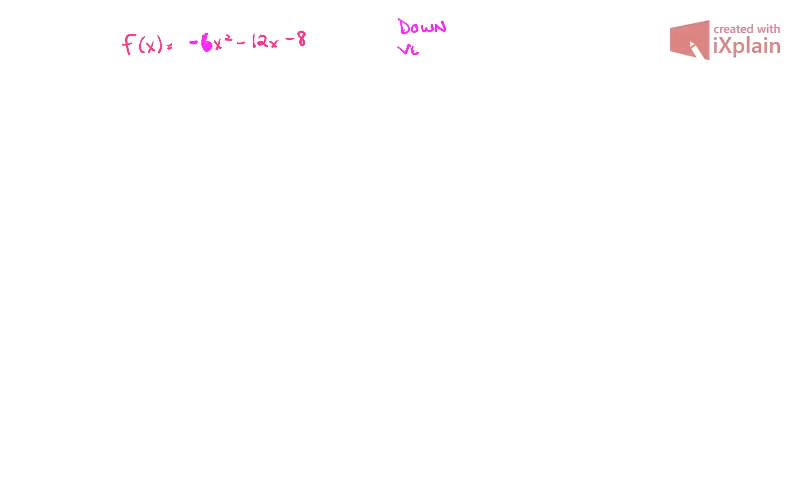 f(x)= -6x² - 12x - 8
DOWN
created with
iXplain